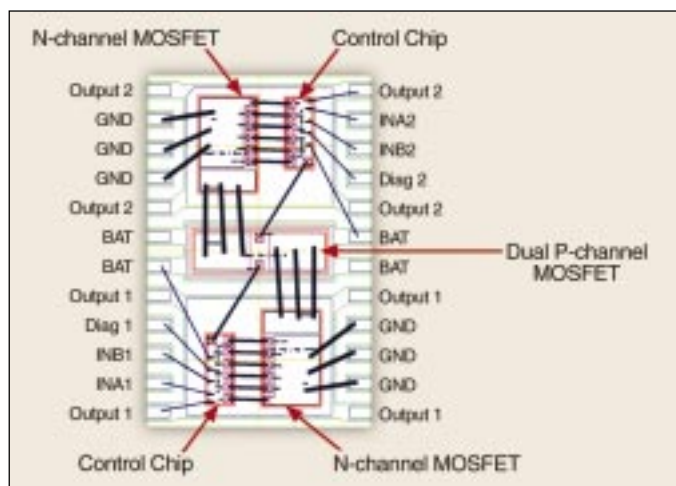 N-channel MOSFET
Control Chip
Output 2
GND
GND
GND
Output 2
BAT
BAT
Output 1
Diag 1
INB1
INA1
Output 1
Output 2
INA2
INB2
Diag 2
Output 2
BAT
BAT
Output 1
GND
GND
GND
Output 1
Dual P-channel
MOSFET
Control Chip
N-channel MOSFET